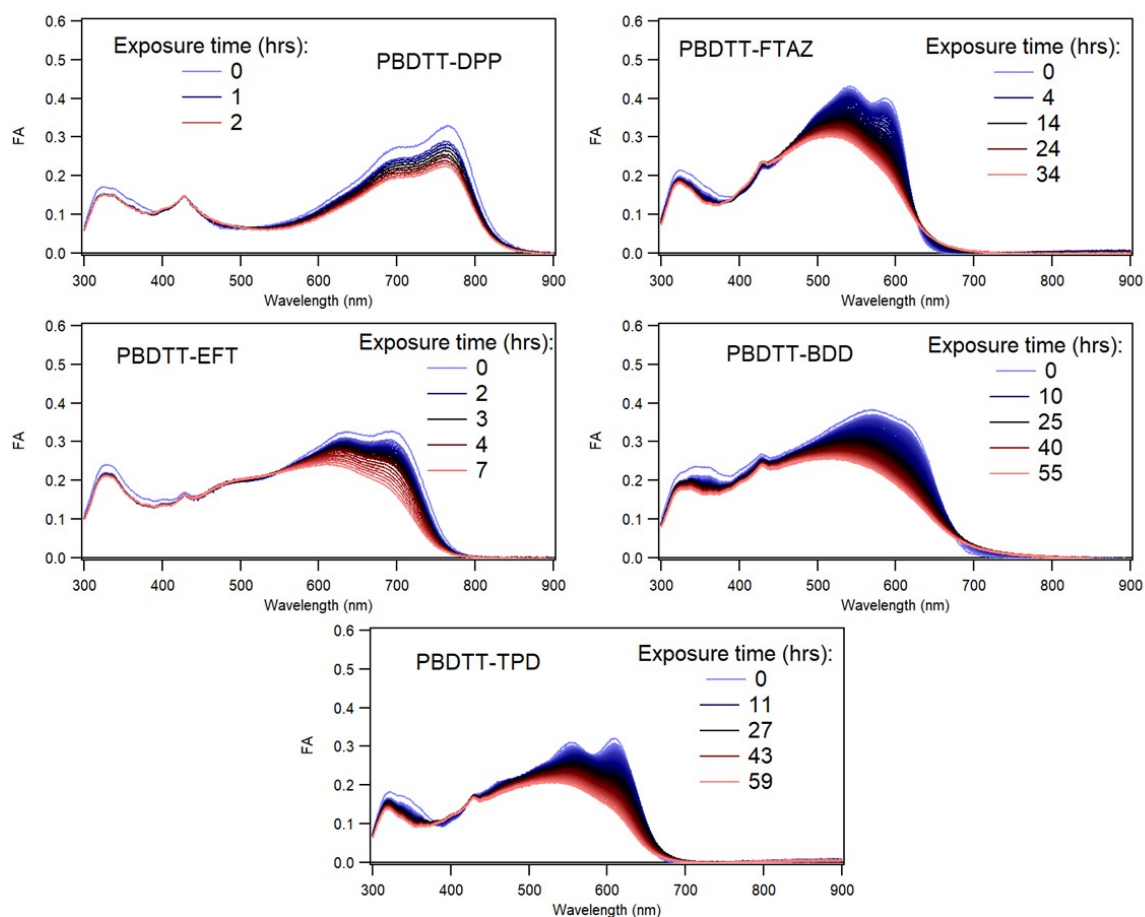 0.6
0.5
0.4
0.3
0.2
0.1
0.0
FA
Exposure time (hrs):
0
1
2
PBDTT-DPP
300 400 500 600 700 800 900
Wavelength (nm)
0.6
0.5
0.4
0.3
0.2
0.1
0.0
FA
PBDTT-FTAZ
Exposure time (hrs):
0
4
14
24
34
300 400 500 600 700 800 900
Wavelength (nm)
0.6
0.5
0.4
0.3
0.2
0.1
0.0
FA
PBDTT-EFT
Exposure time (hrs):
0
2
3
4
7
300 400 500 600 700 800 900
Wavelength (nm)
0.6
0.5
0.4
0.3
0.2
0.1
0.0
FA
PBDTT-BDD
Exposure time (hrs):
0
10
25
40
55
300 400 500 600 700 800 900
Wavelength (nm)
0.6
0.5
0.4
0.3
0.2
0.1
0.0
FA
PBDTT-TPD
Exposure time (hrs):
0
11
27
43
59
300 400 500 600 700 800 900
Wavelength (nm)